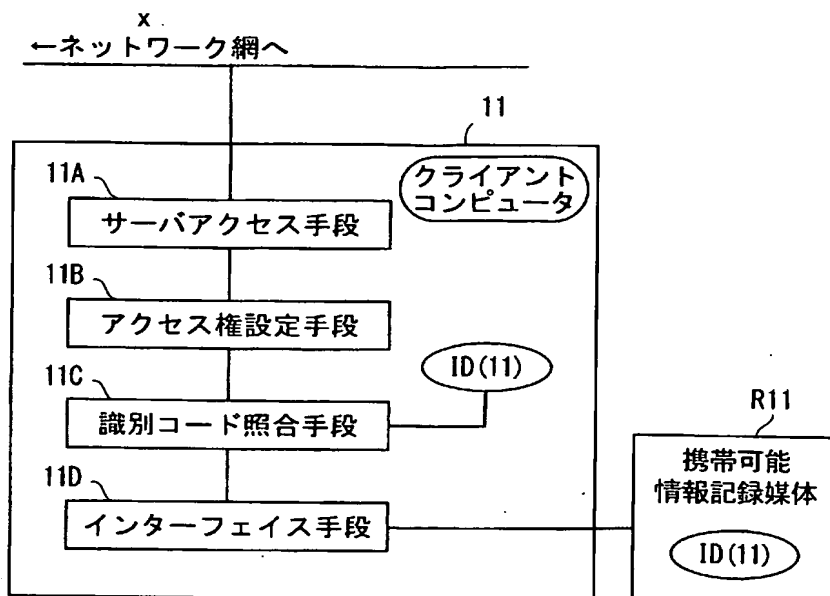 x
←ネットワーク網へ
11
クライアント
コンピュータ
11A
サーバアクセス手段
11B
アクセス権設定手段
ID(11)
11C
識別コード照合手段
R11
携帯可能
情報記録媒体
11D
インターフェイス手段
ID(11)